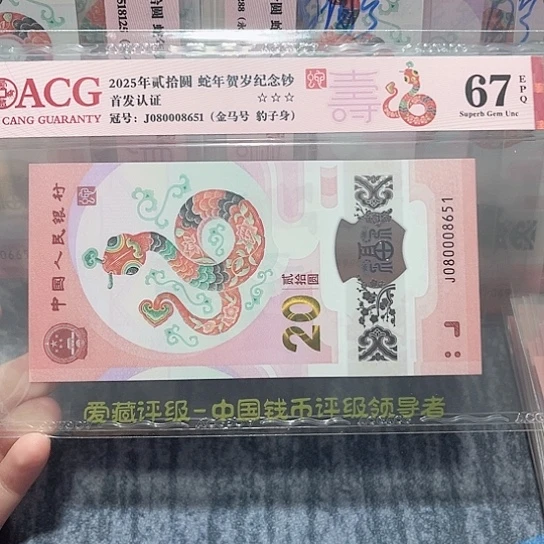 ACG
CANG GUARANTY
2025年贰拾圆 蛇年贺岁纪念钞
首发认证 ☆☆☆
冠号：J080008651（金马号 豹子身）
壽
67 EPQ
Superb Gem Unc
中国人民银行
贰拾圆
20
J080008651
爱藏评级-中国钱币评级领导者